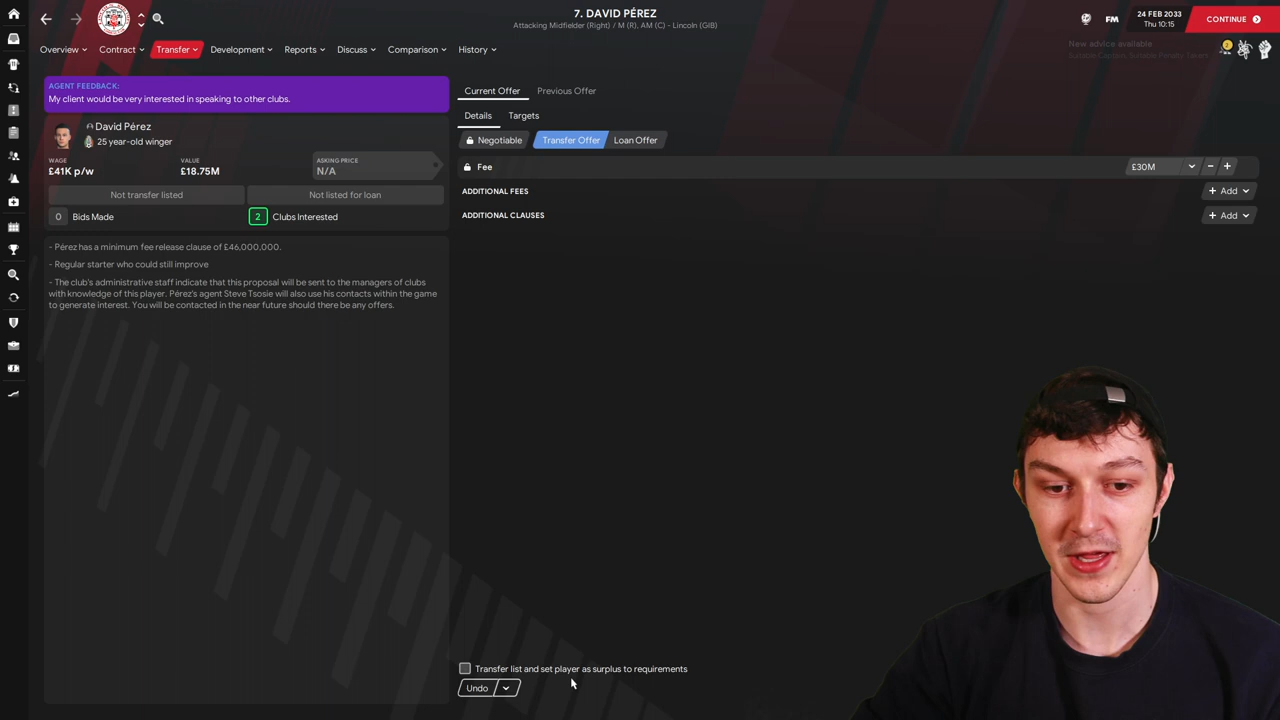 7. DAVID PÉREZ
Attacking Midfielder (Right) / M (R), AM (C) - Lincoln (GIB)
FM
24 FEB 2033
Thu 10:15
CONTINUE
Overview
Contract
Transfer
Development
Reports
Discuss
Comparison
History
New advice available
2
AGENT FEEDBACK:
My client would be very interested in speaking to other clubs.
David Pérez
25 year-old winger
WAGE
£41K p/w
VALUE
£18.75M
ASKING PRICE
N/A
Not transfer listed
Not listed for loan
0 Bids Made
2 Clubs Interested
- Pérez has a minimum fee release clause of £46,000,000.
- Regular starter who could still improve
- The club's administrative staff indicate that this proposal will be sent to the managers of clubs
with knowledge of this player. Pérez's agent Steve Tsosie will also use his contacts within the game
to generate interest. You will be contacted in the near future should there be any offers.
Current Offer
Previous Offer
Details
Targets
Negotiable
Transfer Offer
Loan Offer
Fee
£30M
ADDITIONAL FEES
+ Add
ADDITIONAL CLAUSES
+ Add
Transfer list and set player as surplus to requirements
Undo